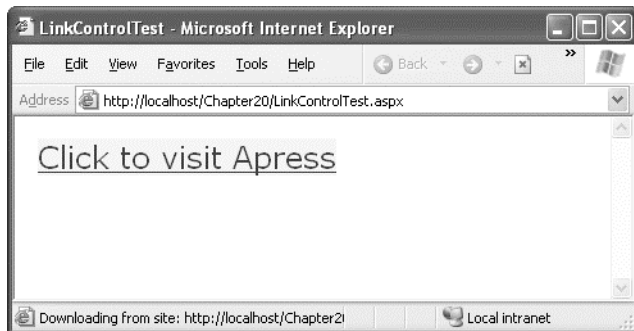 LinkControlTest - Microsoft Internet Explorer
File Edit View Favorites Tools Help Back »
Address http://localhost/Chapter20/LinkControlTest.aspx
Click to visit Apress
Downloading from site: http://localhost/Chapter2 Local intranet